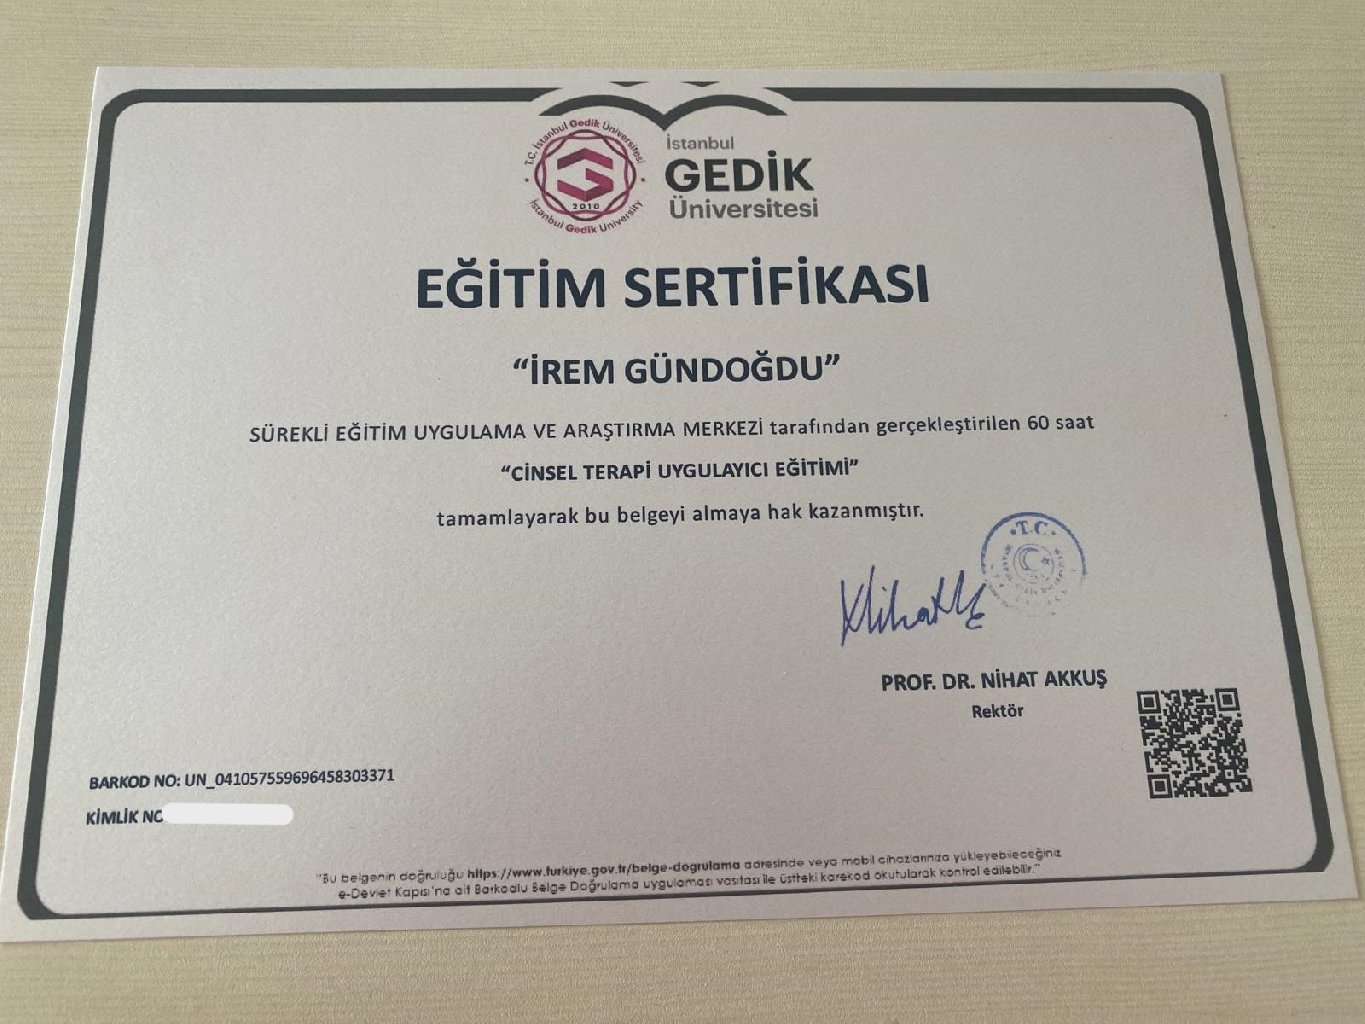 T.C. İstanbul Gedik Üniversitesi
2010
İstanbul Gedik University
İstanbul
GEDİK
Üniversitesi
EĞİTİM SERTİFİKASI
“İREM GÜNDOĞDU”
SÜREKLİ EĞİTİM UYGULAMA VE ARAŞTIRMA MERKEZİ tarafından gerçekleştirilen 60 saat
“CİNSEL TERAPİ UYGULAYICI EĞİTİMİ”
tamamlayarak bu belgeyi almaya hak kazanmıştır.
T.C.
PROF. DR. NİHAT AKKUŞ
Rektör
BARKOD NO: UN_041057559696458303371
KİMLİK NO
"Bu belgenin doğruluğu https://www.turkiye.gov.tr/belge-dogrulama adresinde veya mobil cihazlarınıza yükleyebileceğiniz
e-Devlet Kapısı'na ait Barkodlu Belge Doğrulama uygulaması vasıtası ile üstteki karekod okutularak kontrol edilebilir."